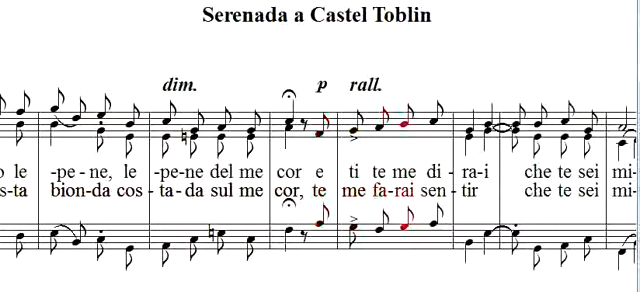 Serenada a Castel Toblin
dim. p rall.
o le -pe-ne, le -pe-ne del me cor e ti te me di-ra-i che te sei mi-
s-ta bion-da cos-ta-da sul me cor, te me fa-rai sen-tir che te sei mi-